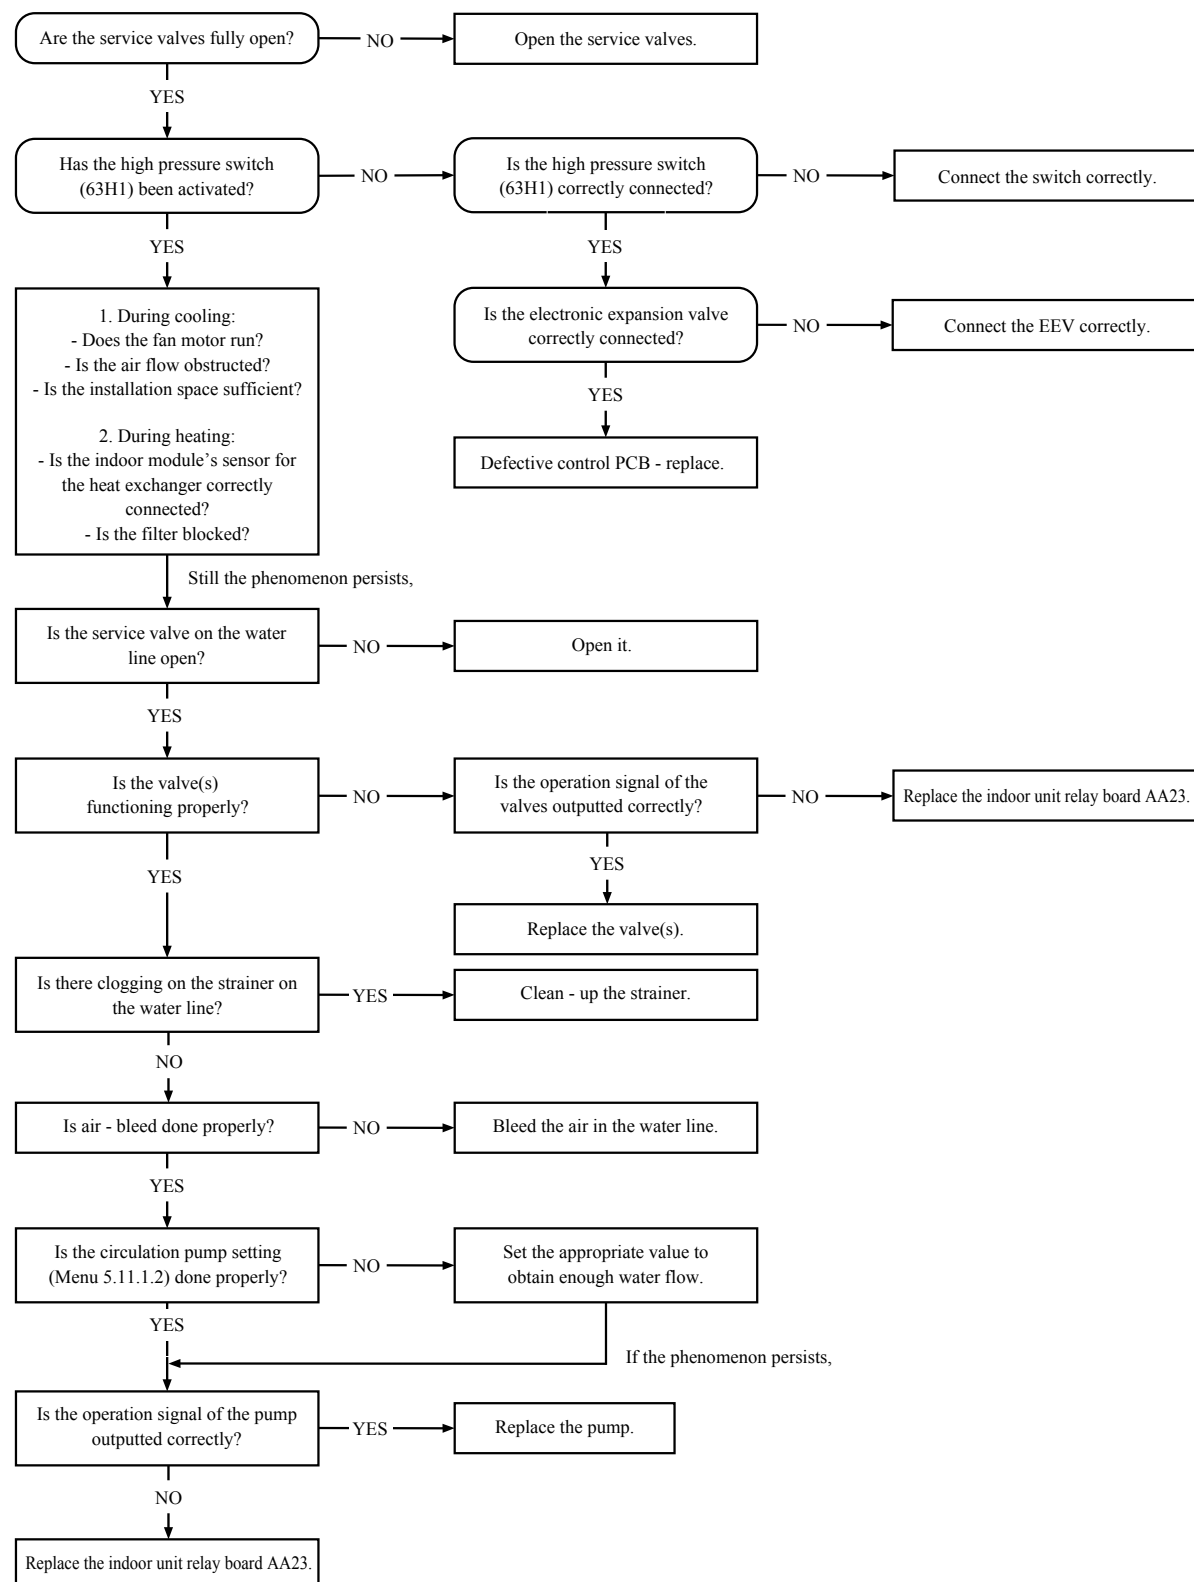 Are the service valves fully open?
NO
Open the service valves.
YES
Has the high pressure switch
(63H1) been activated?
NO
Is the high pressure switch
(63H1) correctly connected?
NO
Connect the switch correctly.
YES
YES
1. During cooling:
- Does the fan motor run?
- Is the air flow obstructed?
- Is the installation space sufficient?
2. During heating:
- Is the indoor module's sensor for
the heat exchanger correctly
connected?
- Is the filter blocked?
Is the electronic expansion valve
correctly connected?
NO
Connect the EEV correctly.
YES
Defective control PCB - replace.
Still the phenomenon persists,
Is the service valve on the water
line open?
NO
Open it.
YES
Is the valve(s)
functioning properly?
NO
Is the operation signal of the
valves outputted correctly?
NO
Replace the indoor unit relay board AA23.
YES
YES
Replace the valve(s).
Is there clogging on the strainer on
the water line?
YES
Clean - up the strainer.
NO
Is air - bleed done properly?
NO
Bleed the air in the water line.
YES
Is the circulation pump setting
(Menu 5.11.1.2) done properly?
NO
Set the appropriate value to
obtain enough water flow.
YES
If the phenomenon persists,
Is the operation signal of the pump
outputted correctly?
YES
Replace the pump.
NO
Replace the indoor unit relay board AA23.